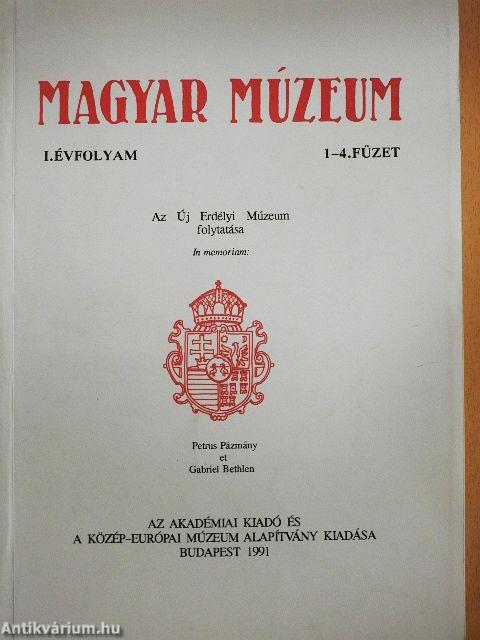 MAGYAR MÚZEUM
I.ÉVFOLYAM 1–4.FÜZET
Az Új Erdélyi Múzeum
folytatása
In memoriam:
Petrus Pázmány
et
Gabriel Bethlen
AZ AKADÉMIAI KIADÓ ÉS
A KÖZÉP–EURÓPAI MÚZEUM ALAPÍTVÁNY KIADÁSA
BUDAPEST 1991
Antikvárium.hu